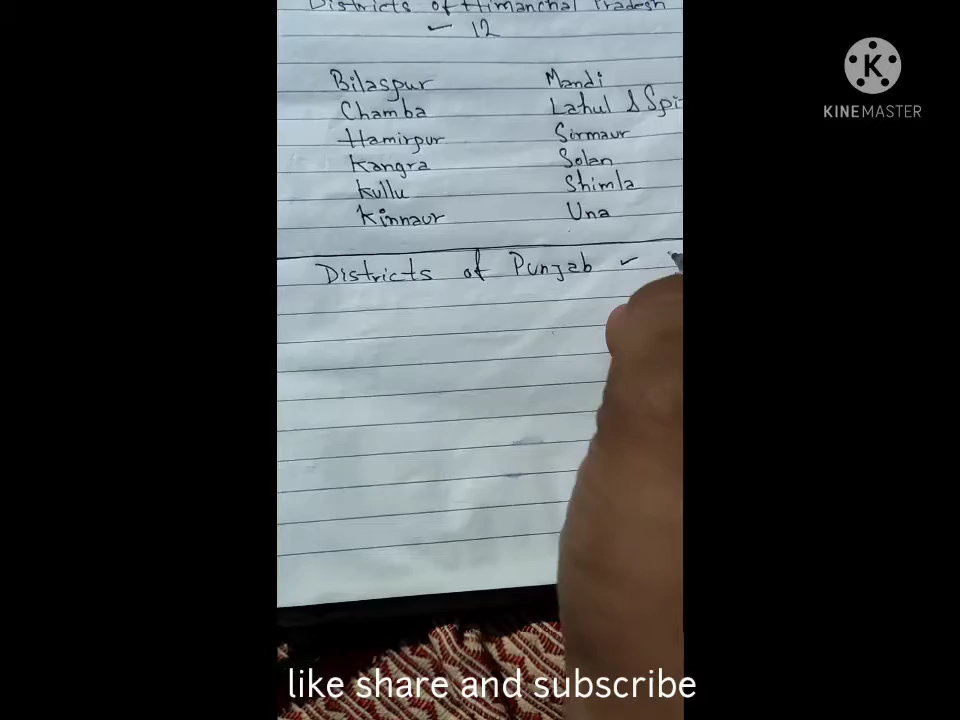 Districts of Himanchal Pradesh
- 12
Bilaspur Mandi
Chamba Lahul & Spi
Hamirpur Sirmaur
Kangra Solan
Kullu Shimla
Kinnaur Una
Districts of Punjab -
K
KINEMASTER
like share and subscribe